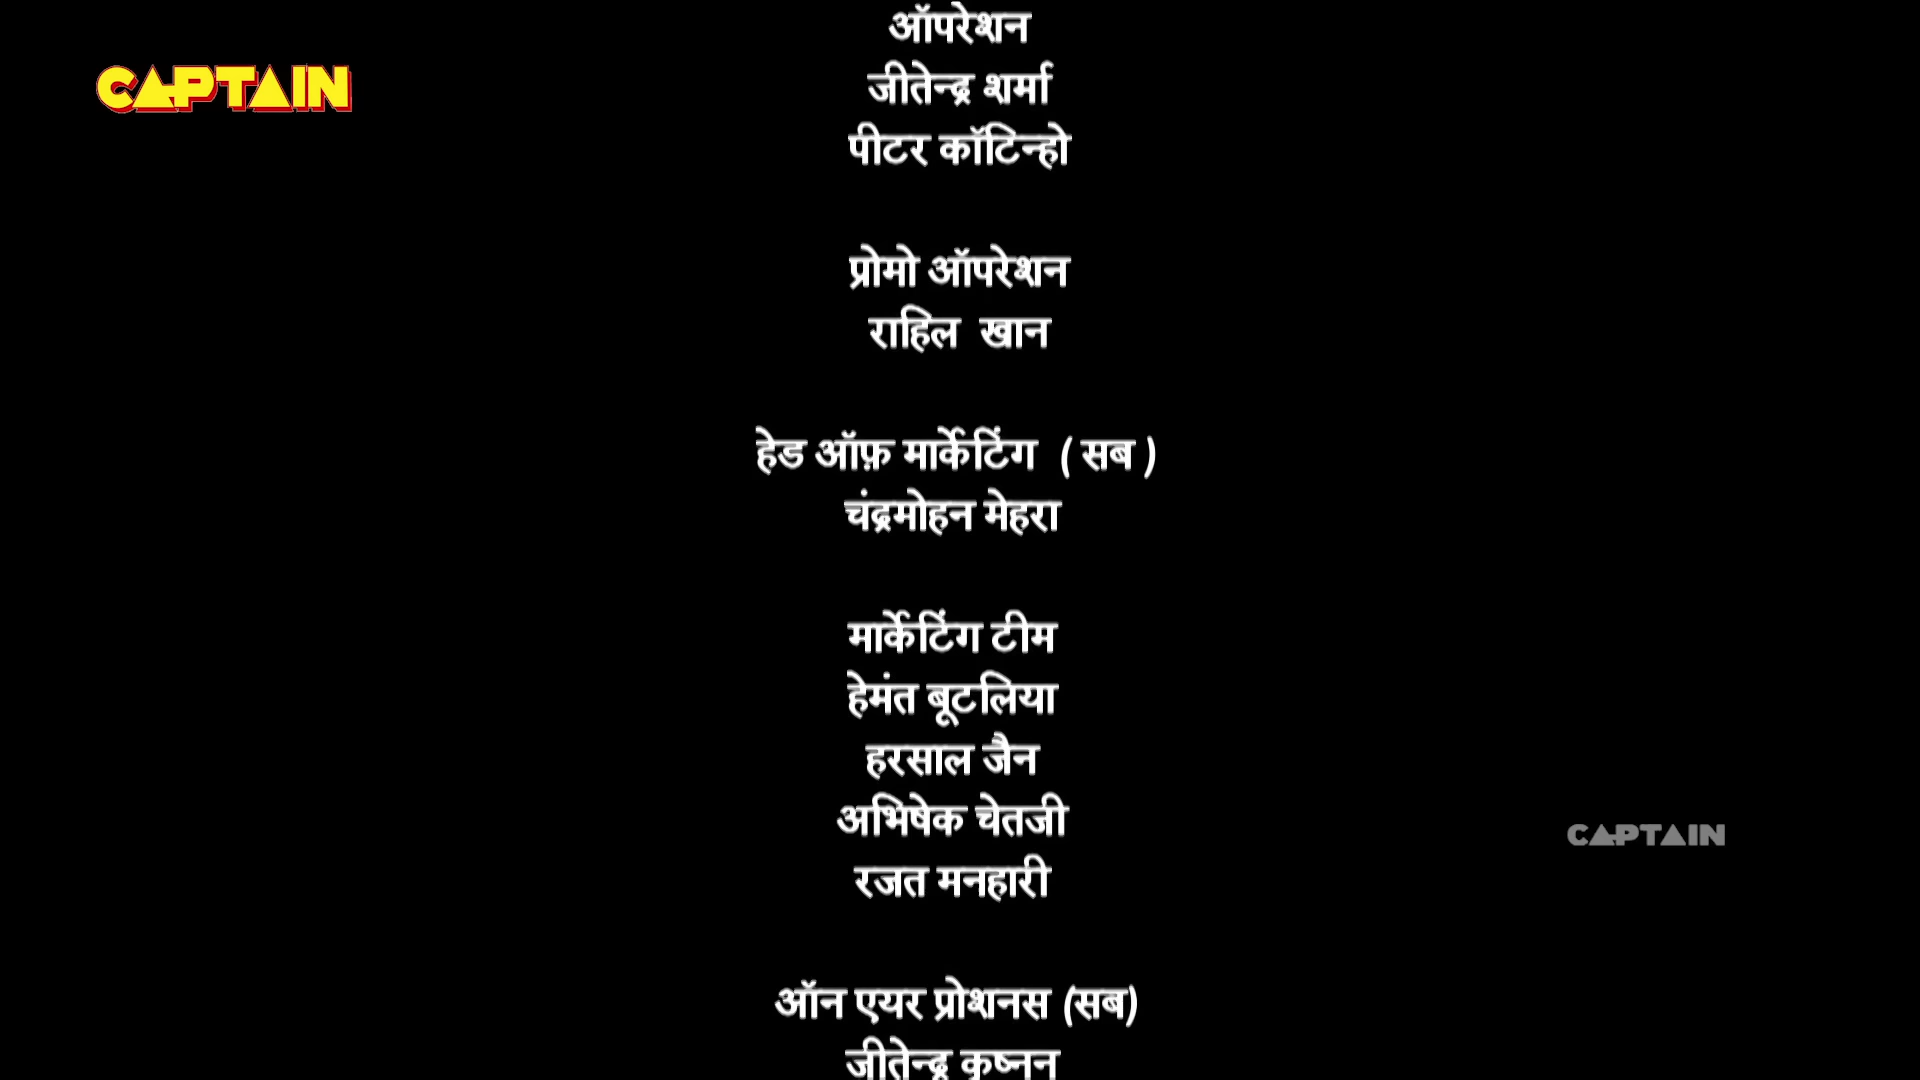 ऑपरेशन
CAPTAIN
जीतेन्द्र शर्मा
पीटर कॉटिन्हो
प्रोमो ऑपरेशन
राहिल खान
हेड ऑफ़ मार्केटिंग ( सब )
चंद्रमोहन मेहरा
मार्केटिंग टीम
हेमंत बूटलिया
हरसाल जैन
अभिषेक चेतजी
CAPTAIN
रजत मनहारी
ऑन एयर प्रोशनस (सब)
जीतेन्द्र कृष्नन